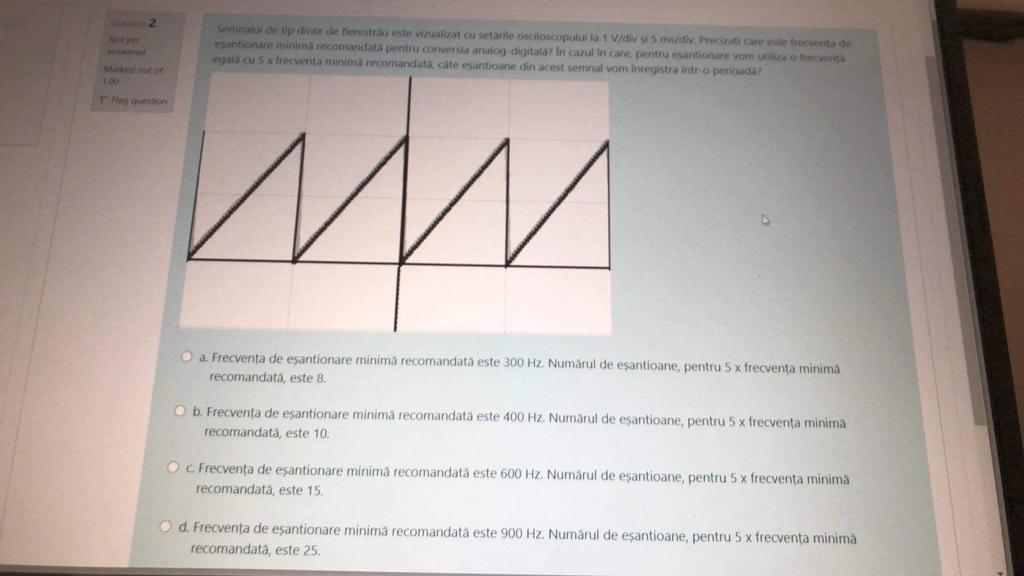 Question 2
Not yet
answered
Marked out of
1.00
Flag question
Semnalul de tip dinte de fierestrău este vizualizat cu setările osciloscopului la 1 V/div și 5 ms/div. Precizați care este frecvența de
eșantionare minimă recomandată pentru conversia analog-digitală? În cazul în care, pentru eșantionare vom utiliza o frecvență
egală cu 5 x frecvența minimă recomandată, câte eșantioane din acest semnal vom înregistra într-o perioadă?
a. Frecvența de eșantionare minimă recomandată este 300 Hz. Numărul de eșantioane, pentru 5 x frecvența minimă
recomandată, este 8.
b. Frecvența de eșantionare minimă recomandată este 400 Hz. Numărul de eșantioane, pentru 5 x frecvența minimă
recomandată, este 10.
c. Frecvența de eșantionare minimă recomandată este 600 Hz. Numărul de eșantioane, pentru 5 x frecvența minimă
recomandată, este 15.
d. Frecvența de eșantionare minimă recomandată este 900 Hz. Numărul de eșantioane, pentru 5 x frecvența minimă
recomandată, este 25.